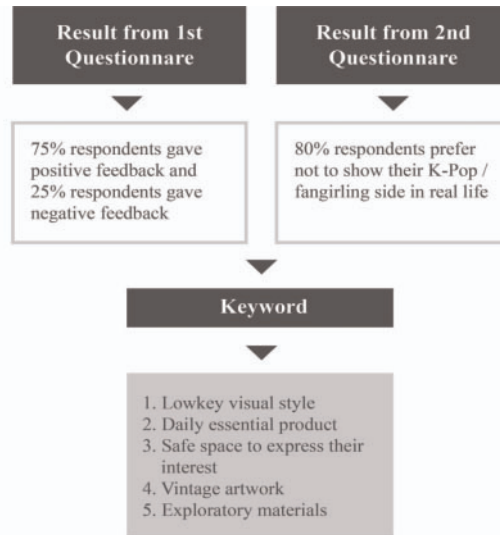 Result from 1st
Questionnare
Result from 2nd
Questionnare
75% respondents gave
positive feedback and
25% respondents gave
negative feedback
80% respondents prefer
not to show their K-Pop /
fangirling side in real life
Keyword
1. Lowkey visual style
2. Daily essential product
3. Safe space to express their
interest
4. Vintage artwork
5. Exploratory materials